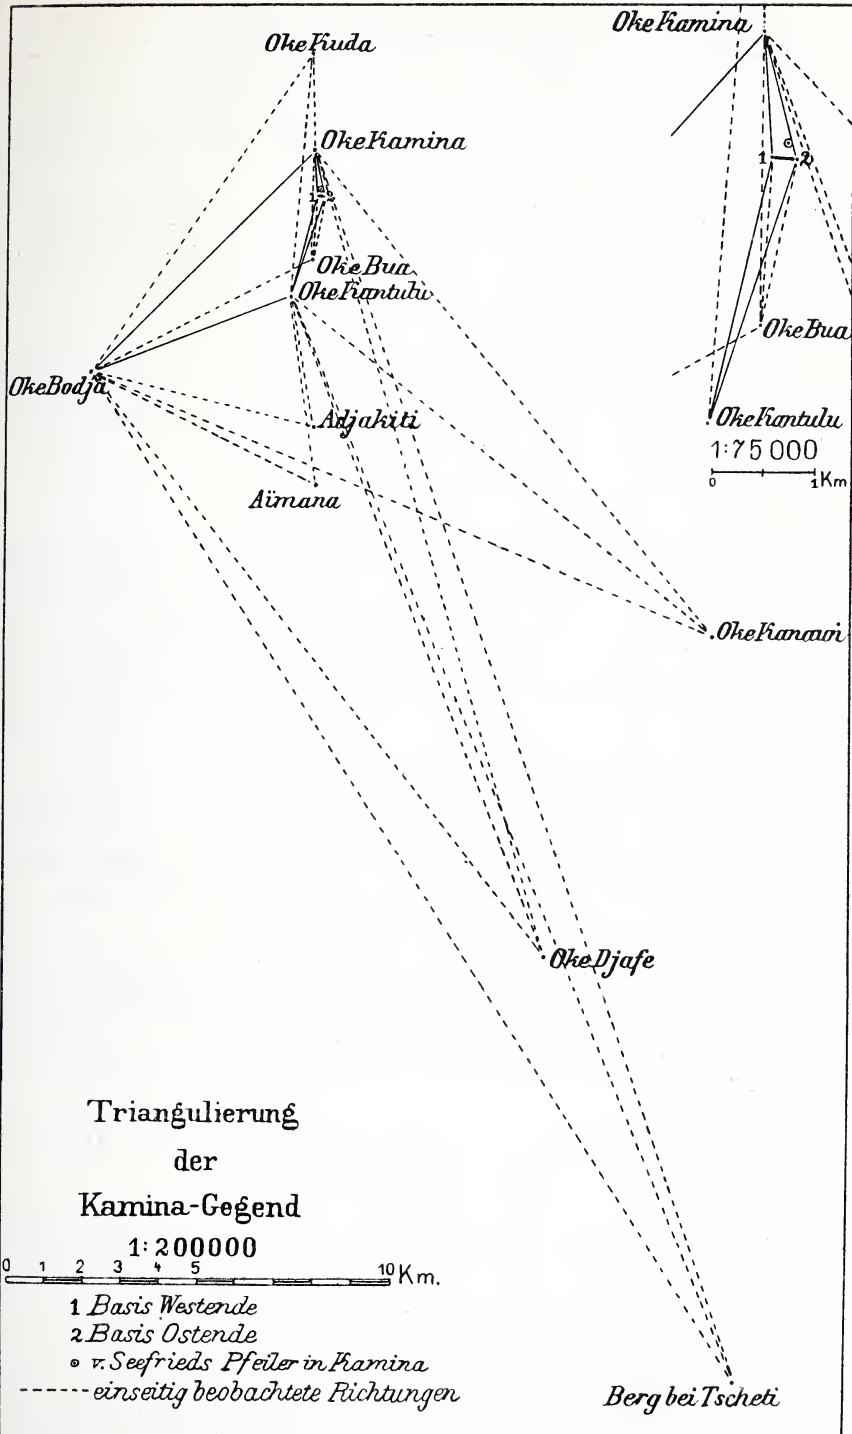 Oke Kuda
Oke Kamina
1 2
Oke Bua
Oke Kantulu
Oke Bodja
Adjakiti
Aïmana
Oke Kamina
1 2
Oke Bua
Oke Kantulu
1:75 000
0 1 Km
Oke Kanawi
Oke Djafe
Triangulierung
der
Kamina-Gegend
1:200000
0 1 2 3 4 5 10 Km.
1 Basis Westende
2 Basis Ostende
v. Seefrieds Pfeiler in Kamina
einseitig beobachtete Richtungen
Berg bei Tscheti